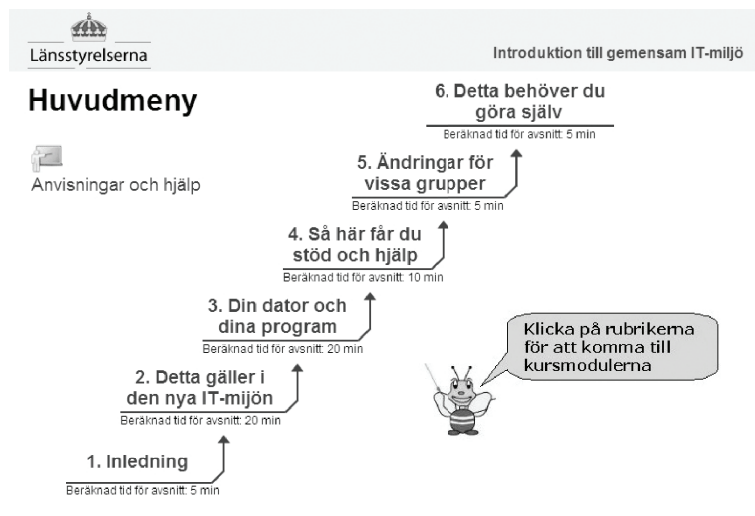 Länsstyrelserna
Introduktion till gemensam IT-miljö
Huvudmeny
Anvisningar och hjälp
6. Detta behöver du
göra själv
Beräknad tid för avsnitt: 5 min
5. Ändringar för
vissa grupper
Beräknad tid för avsnitt: 5 min
4. Så här får du
stöd och hjälp
Beräknad tid för avsnitt: 10 min
3. Din dator och
dina program
Beräknad tid för avsnitt: 20 min
2. Detta gäller i
den nya IT-mijön
Beräknad tid för avsnitt: 20 min
1. Inledning
Beräknad tid för avsnitt: 5 min
Klicka på rubrikerna
för att komma till
kursmodulerna